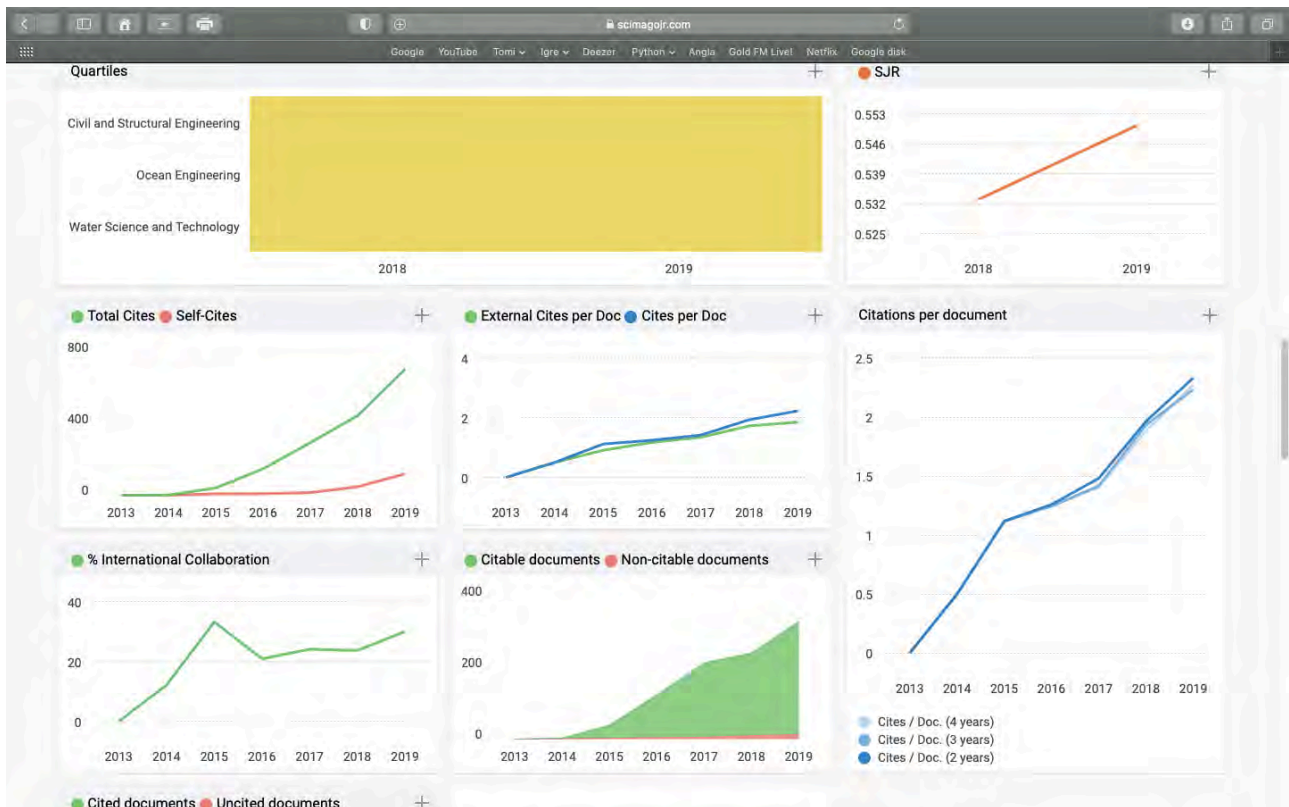 scimagojr.com
Google YouTube Tomi Igre Deezer Python Angla Gold FM Live! Netflix Google disk
Quartiles
Civil and Structural Engineering
Ocean Engineering
Water Science and Technology
2018 2019
SJR
0.553
0.546
0.539
0.532
0.525
2018 2019
Total Cites Self-Cites
800
400
0
2013 2014 2015 2016 2017 2018 2019
External Cites per Doc Cites per Doc
4
2
0
2013 2014 2015 2016 2017 2018 2019
Citations per document
2.5
2
1.5
1
0.5
0
2013 2014 2015 2016 2017 2018 2019
Cites / Doc. (4 years)
Cites / Doc. (3 years)
Cites / Doc. (2 years)
% International Collaboration
40
20
0
2013 2014 2015 2016 2017 2018 2019
Citable documents Non-citable documents
400
200
0
2013 2014 2015 2016 2017 2018 2019
Cited documents Uncited documents